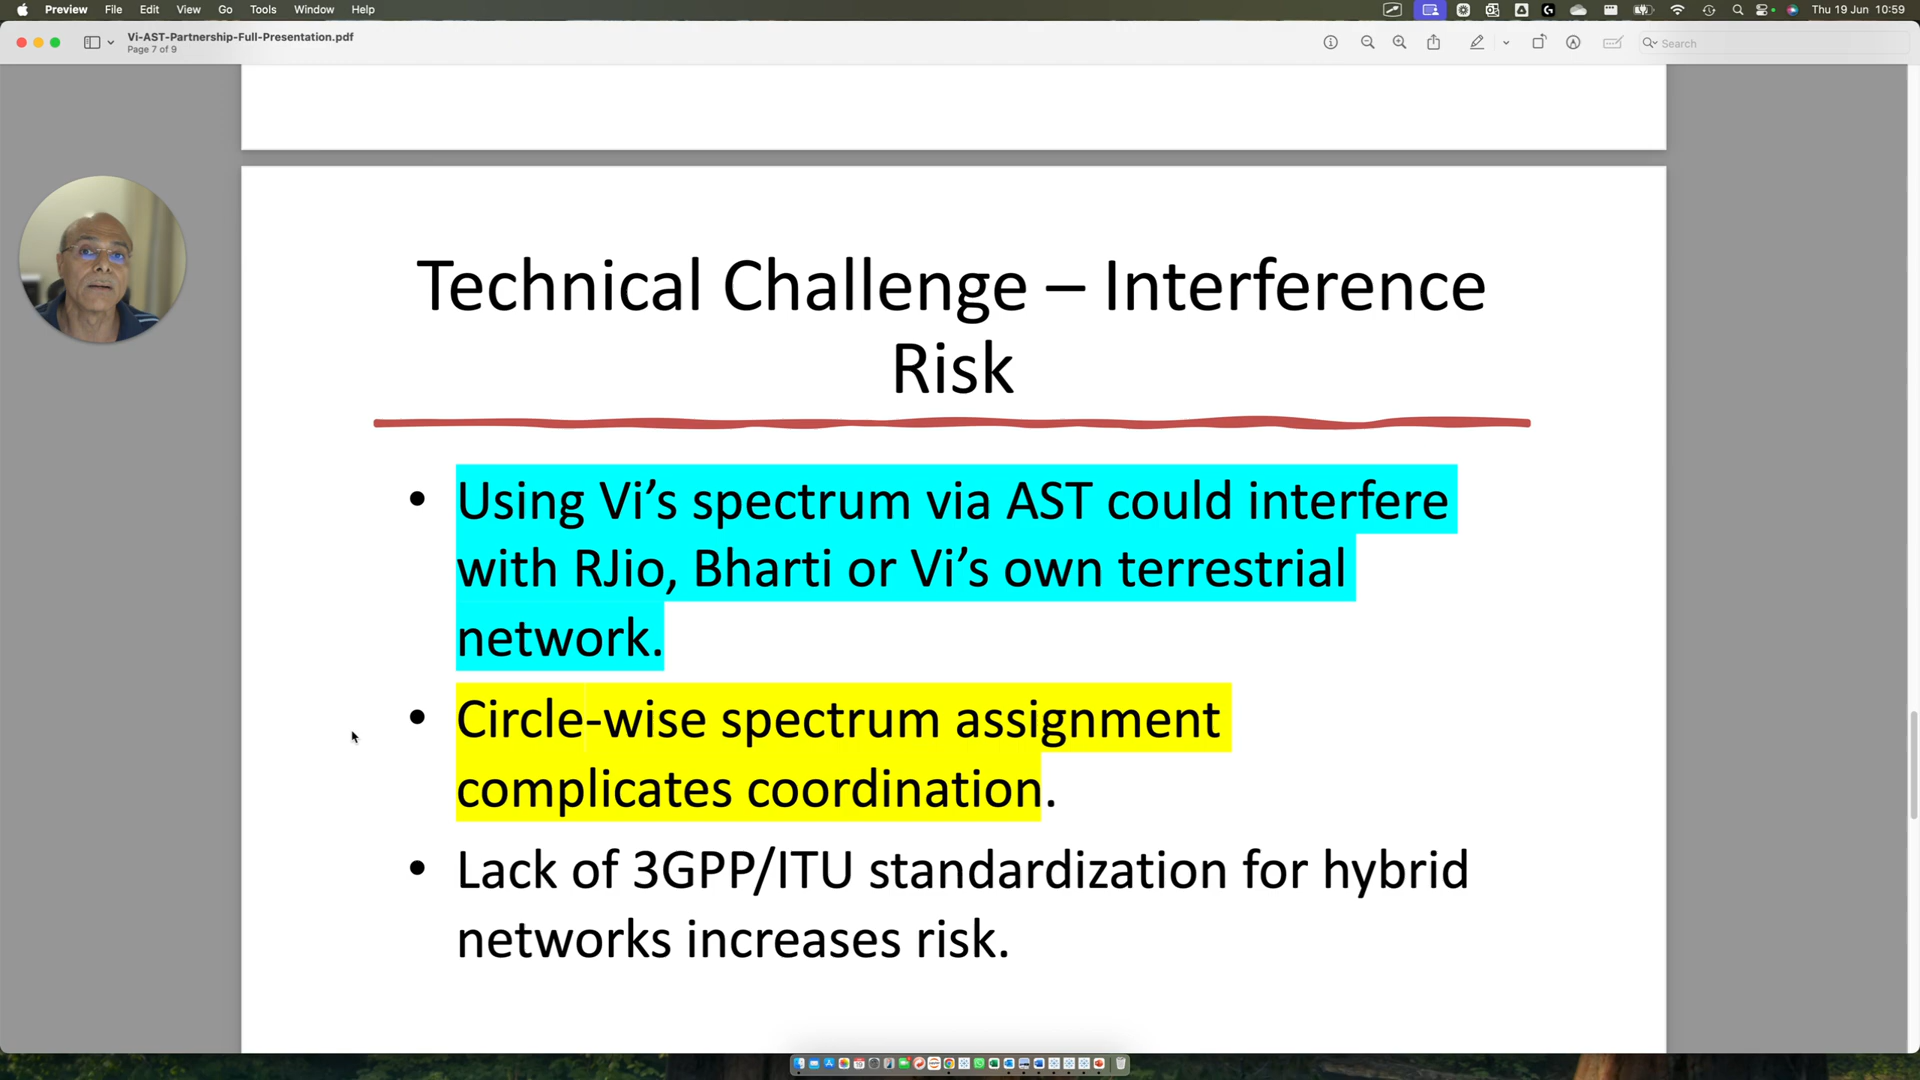 Preview File Edit View Go Tools Window Help
Thu 19 Jun 10:59
Vi-AST-Partnership-Full-Presentation.pdf
Page 7 of 9
Search
Technical Challenge – Interference
Risk
• Using Vi’s spectrum via AST could interfere
with RJio, Bharti or Vi’s own terrestrial
network.
• Circle-wise spectrum assignment
complicates coordination.
• Lack of 3GPP/ITU standardization for hybrid
networks increases risk.